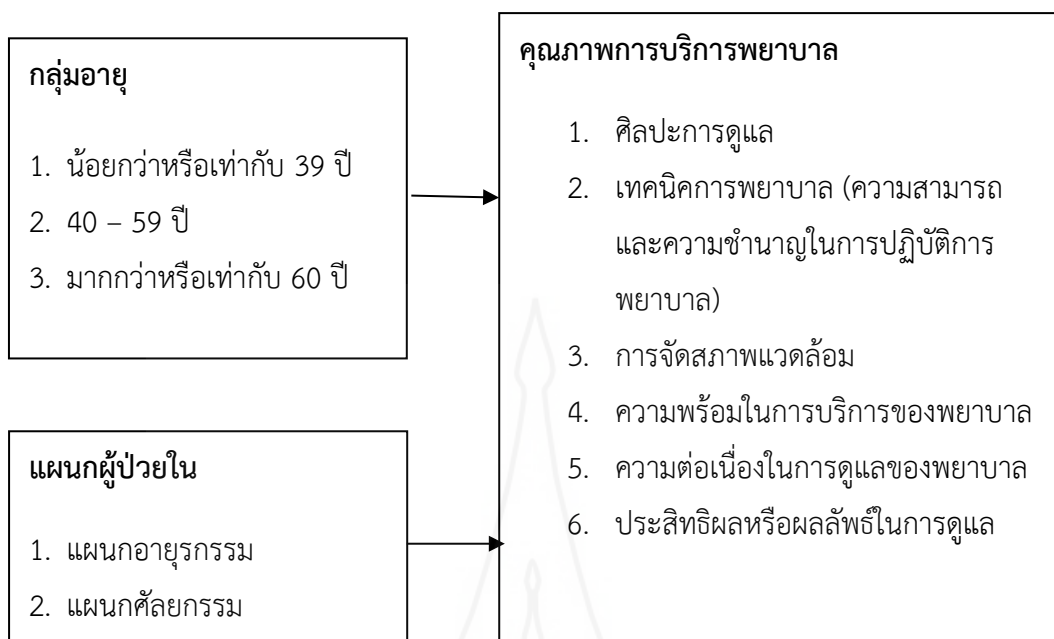 กลุ่มอายุ
1. น้อยกว่าหรือเท่ากับ 39 ปี
2. 40 – 59 ปี
3. มากกว่าหรือเท่ากับ 60 ปี
แผนกผู้ป่วยใน
1. แผนกอายุรกรรม
2. แผนกศัลยกรรม
คุณภาพการบริการพยาบาล
1. ศิลปะการดูแล
2. เทคนิคการพยาบาล (ความสามารถ
และความชำนาญในการปฏิบัติการ
พยาบาล)
3. การจัดสภาพแวดล้อม
4. ความพร้อมในการบริการของพยาบาล
5. ความต่อเนื่องในการดูแลของพยาบาล
6. ประสิทธิผลหรือผลลัพธ์ในการดูแล